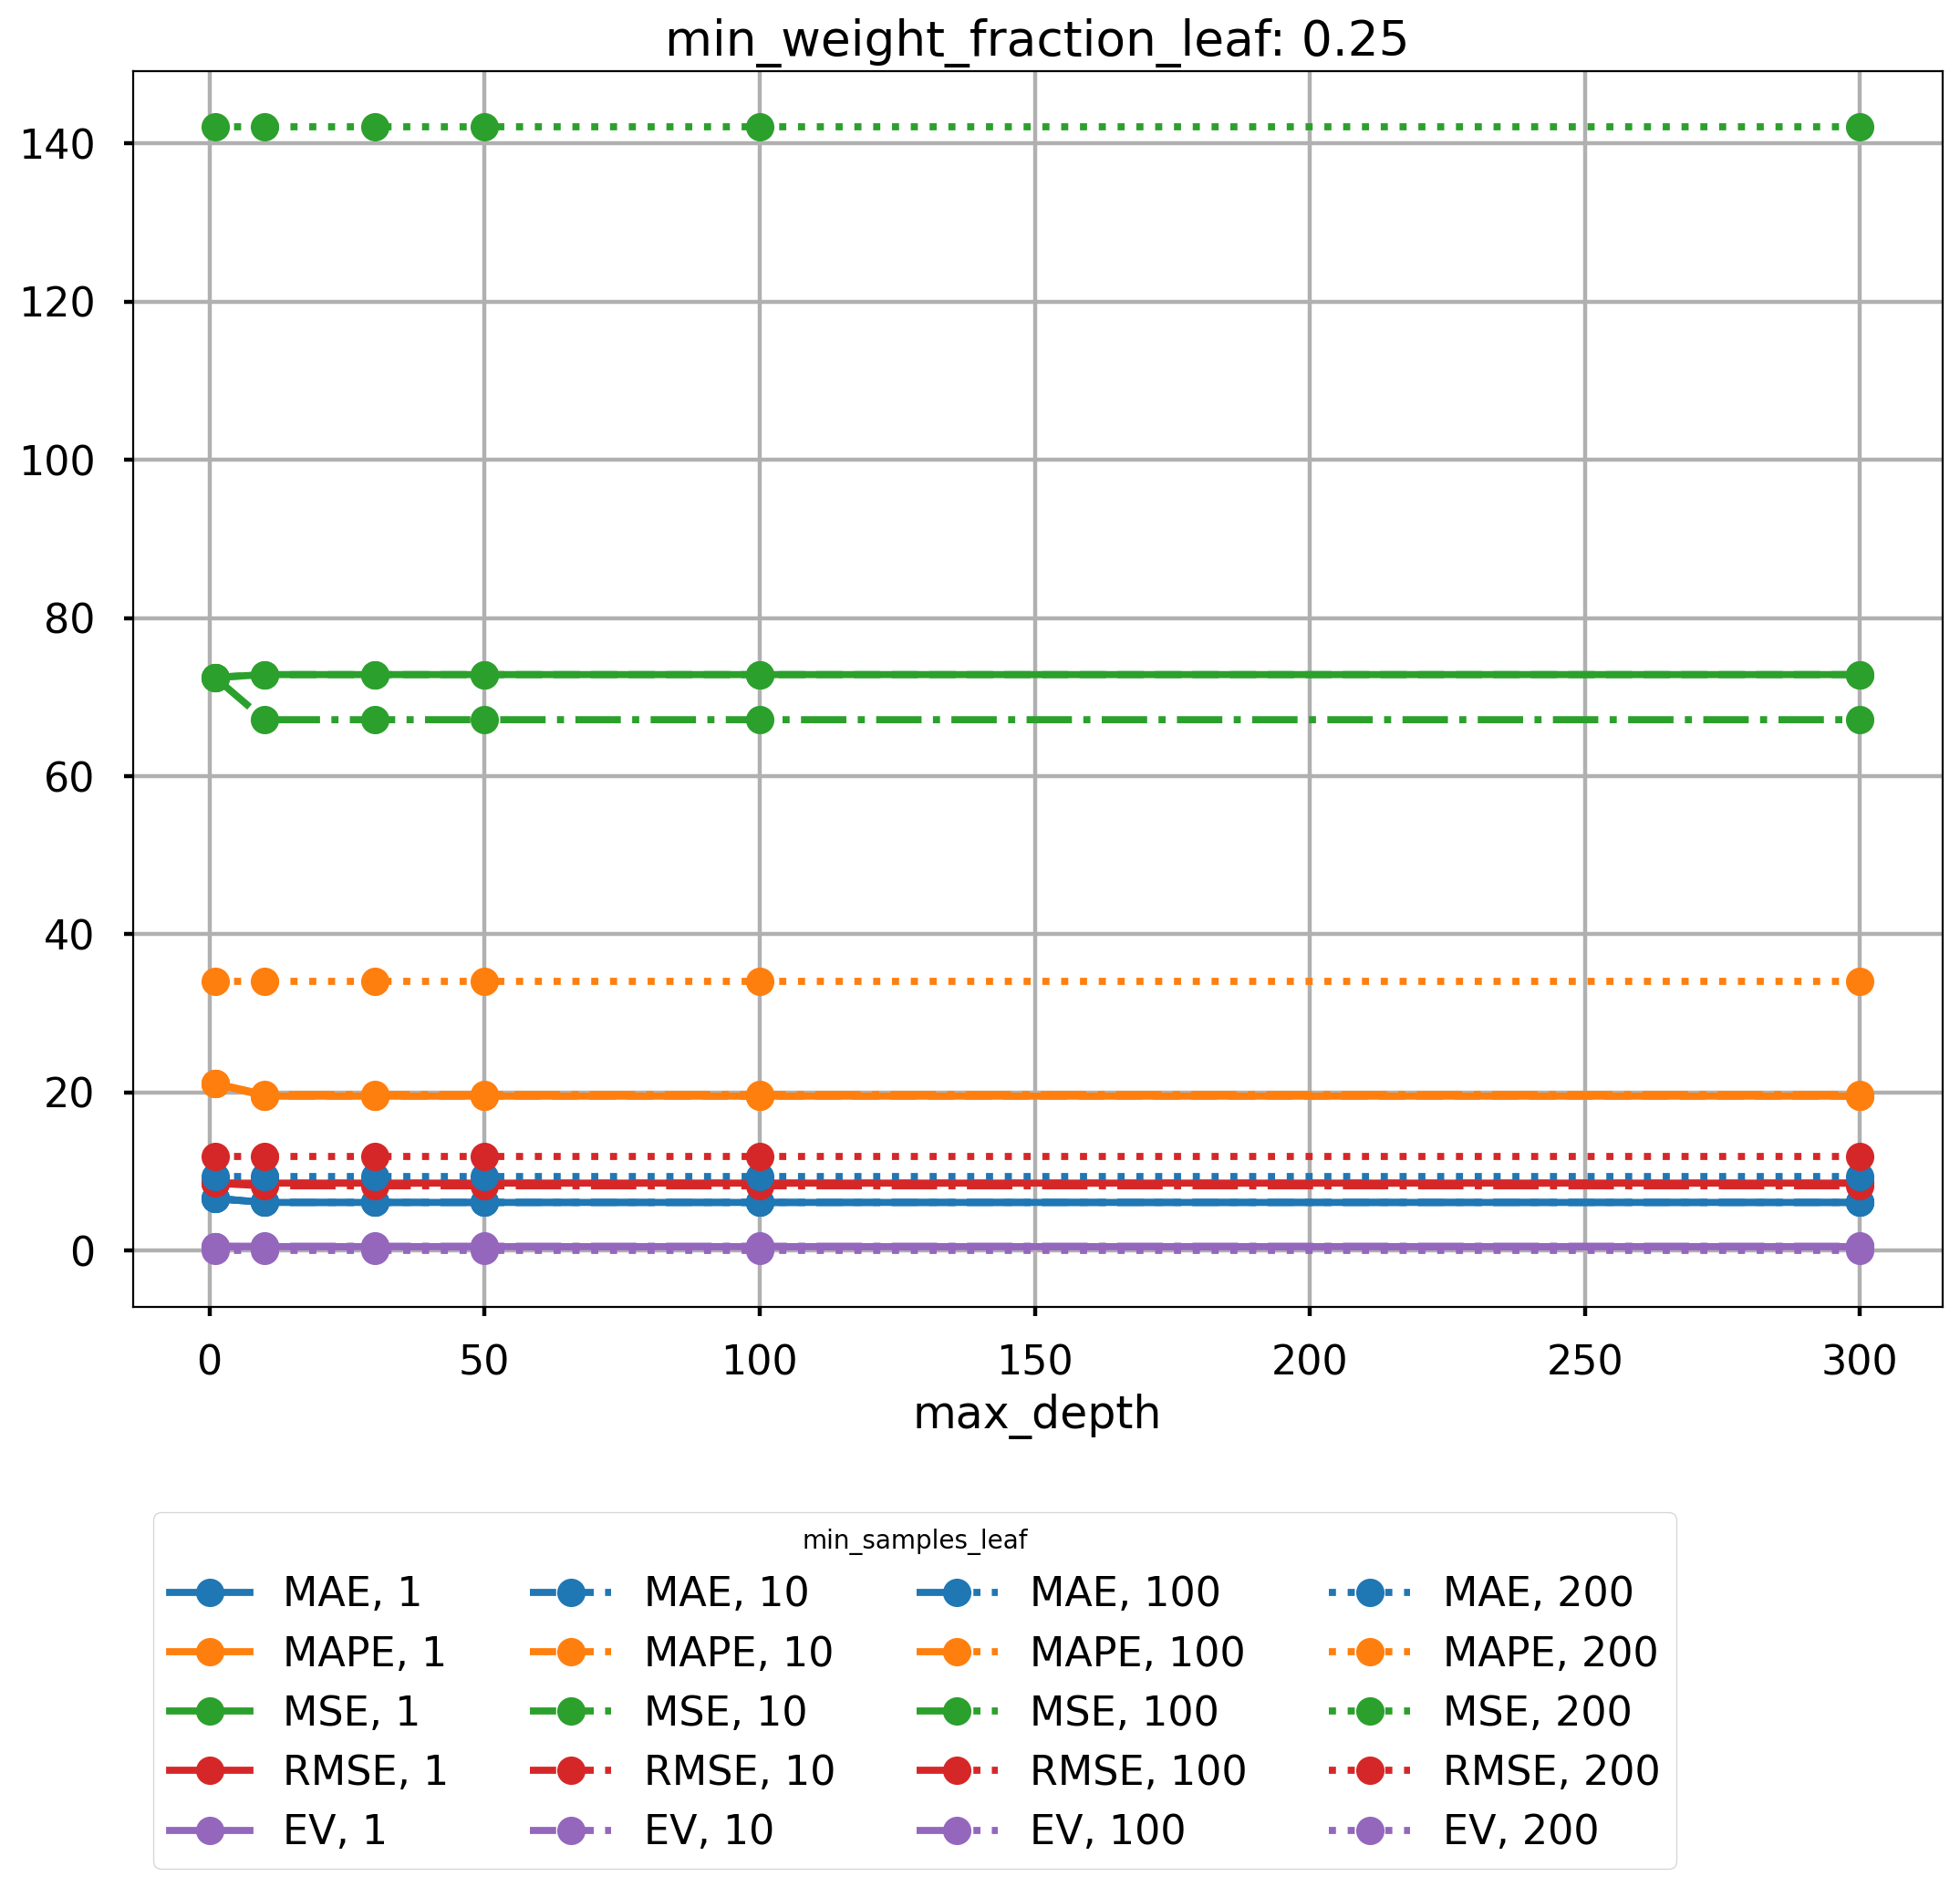 min_weight_fraction_leaf: 0.25
140
120
100
80
60
40
20
0
0 50 100 150 200 250 300
max_depth
min_samples_leaf
MAE, 1 MAE, 10 MAE, 100 MAE, 200
MAPE, 1 MAPE, 10 MAPE, 100 MAPE, 200
MSE, 1 MSE, 10 MSE, 100 MSE, 200
RMSE, 1 RMSE, 10 RMSE, 100 RMSE, 200
EV, 1 EV, 10 EV, 100 EV, 200